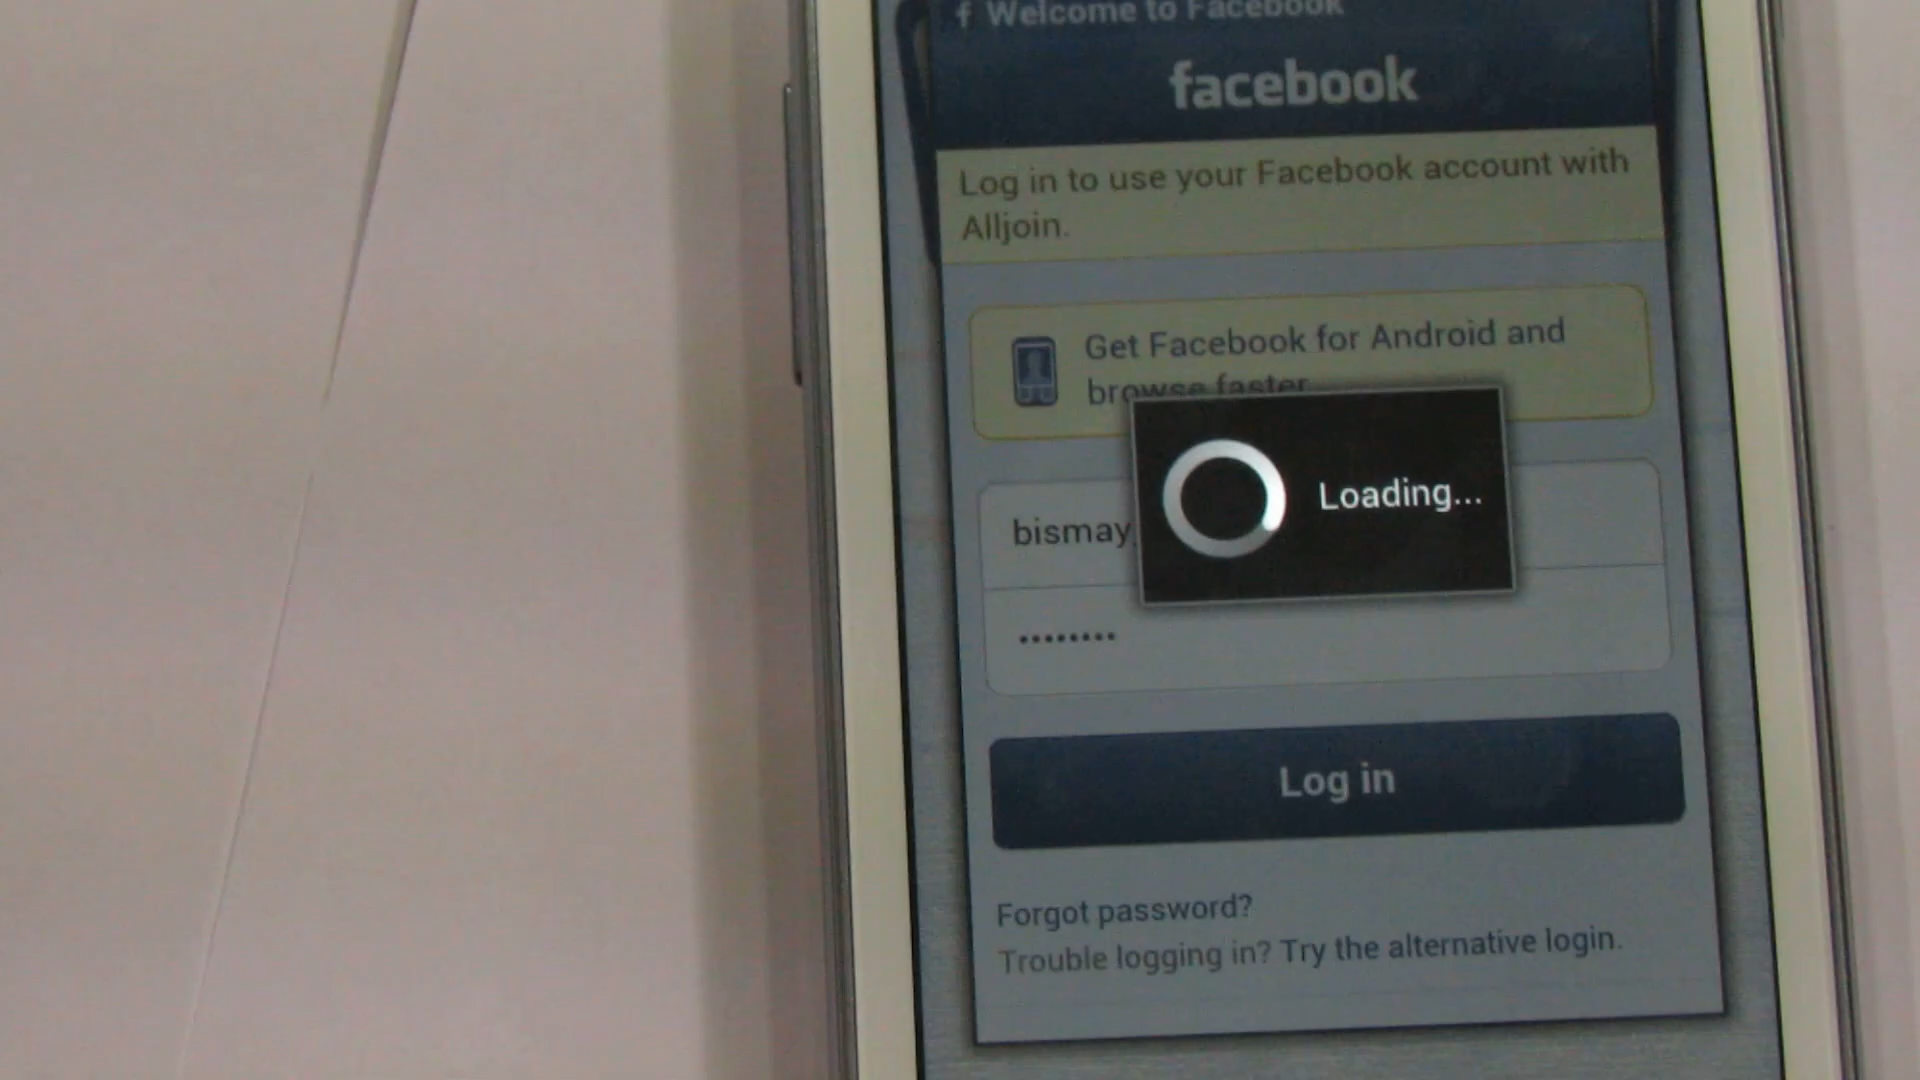 f Welcome to Facebook
facebook
Log in to use your Facebook account with
Alljoin.
Get Facebook for Android and
browse faster
Loading...
bismay
••••••••
Log in
Forgot password?
Trouble logging in? Try the alternative login.